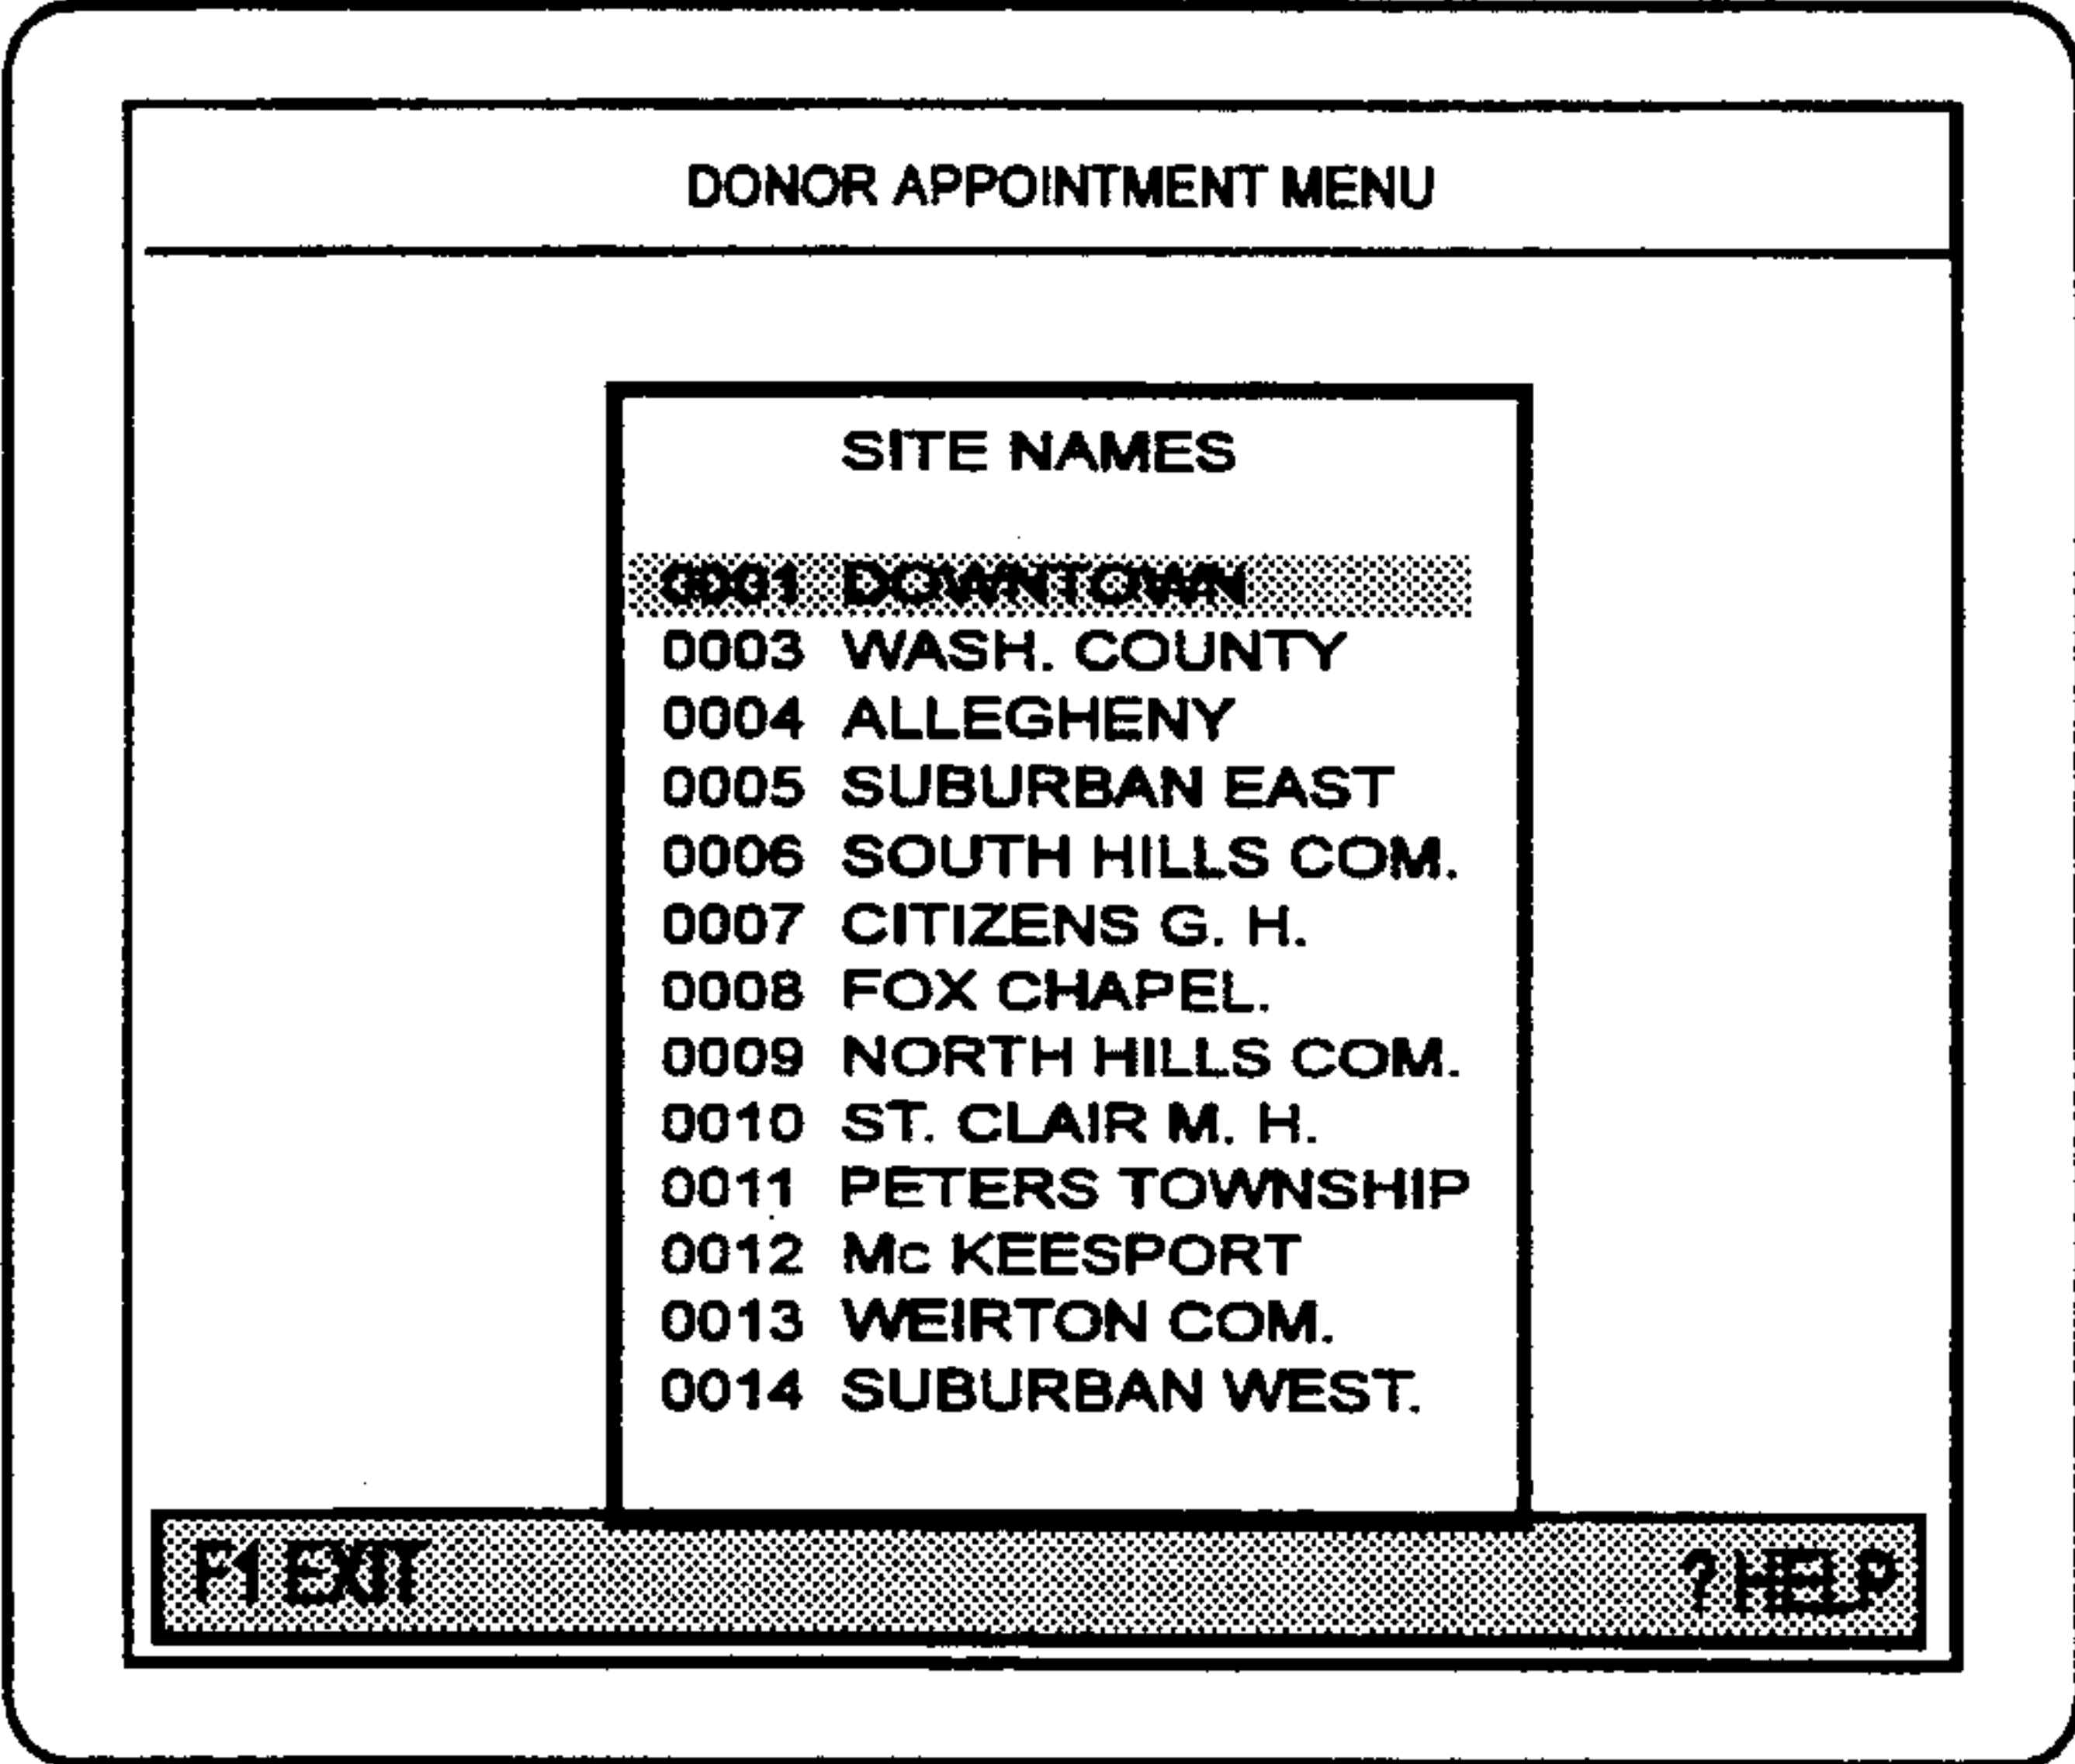 DONOR APPOINTMENT MENU
SITE NAMES
0001 DOWNTOWN
0003 WASH. COUNTY
0004 ALLEGHENY
0005 SUBURBAN EAST
0006 SOUTH HILLS COM.
0007 CITIZENS G. H.
0008 FOX CHAPEL.
0009 NORTH HILLS COM.
0010 ST. CLAIR M. H.
0011 PETERS TOWNSHIP
0012 Mc KEESPORT
0013 WEIRTON COM.
0014 SUBURBAN WEST.
F1 EXIT ? HELP